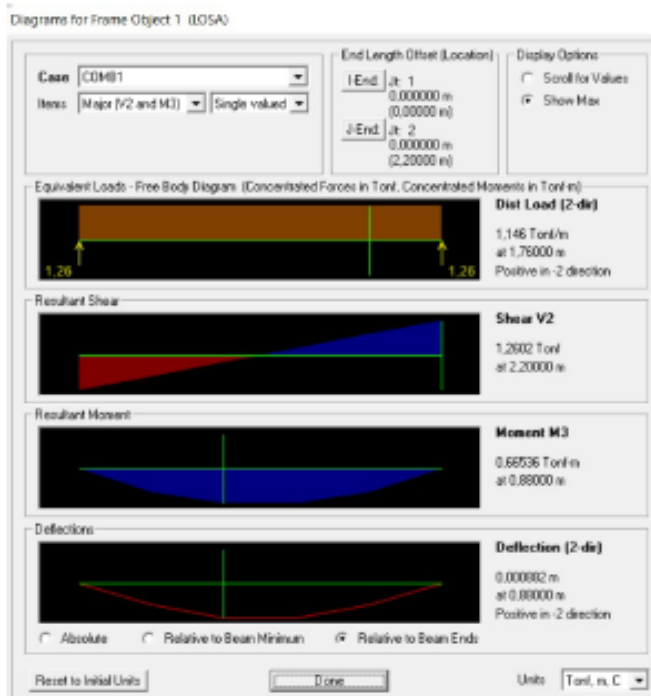 Diagrams for Frame Object 1 (LOSA)
Case COMB1
Items Major (V2 and M3) Single valued
End Length Offset (Location)
I-End: Jt: 1
0,000000 m
(0,00000 m)
J-End: Jt: 2
0,000000 m
(2,20000 m)
Display Options
Scroll for Values
Show Max
Equivalent Loads - Free Body Diagram (Concentrated Forces in Tonf, Concentrated Moments in Tonf-m)
1,26
1,26
Dist Load (2-dir)
1,146 Tonf/m
at 1,76000 m
Positive in -2 direction
Resultant Shear
Shear V2
1,2602 Tonf
at 2,20000 m
Resultant Moment
Moment M3
0,66536 Tonf-m
at 0,88000 m
Deflections
Deflection (2-dir)
0,000882 m
at 0,88000 m
Positive in -2 direction
Absolute Relative to Beam Minimum Relative to Beam Ends
Reset to Initial Units
Done
Units Tonf, m, C